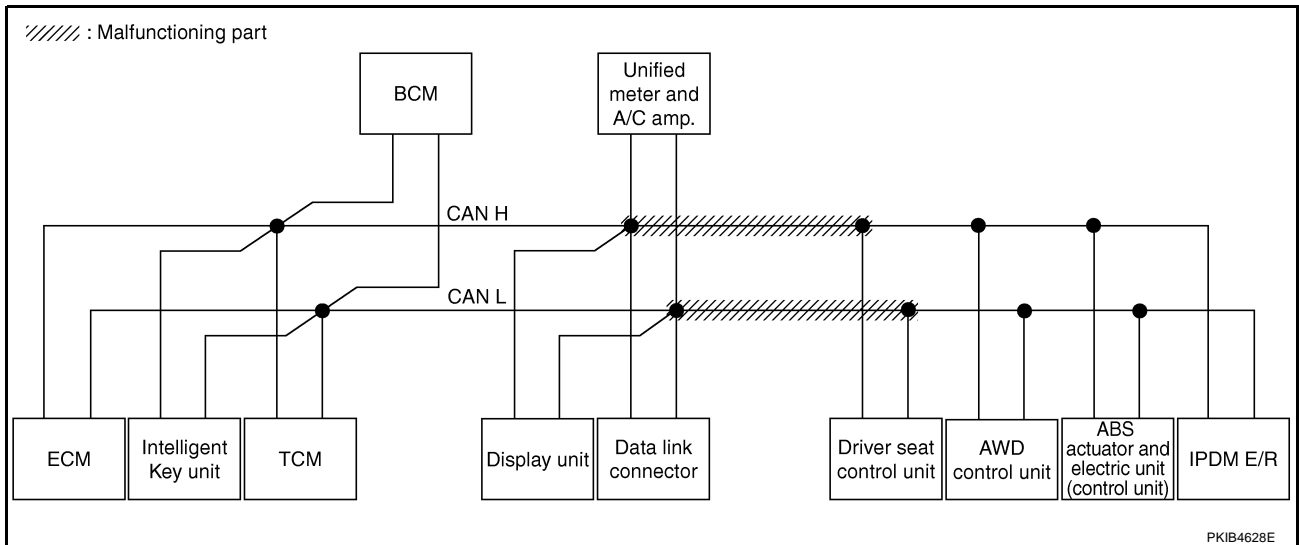 : Malfunctioning part
BCM
Unified
meter and
A/C amp.
CAN H
CAN L
ECM
Intelligent
Key unit
TCM
Display unit
Data link
connector
Driver seat
control unit
AWD
control unit
ABS
actuator and
electric unit
(control unit)
IPDM E/R
PKIB4628E